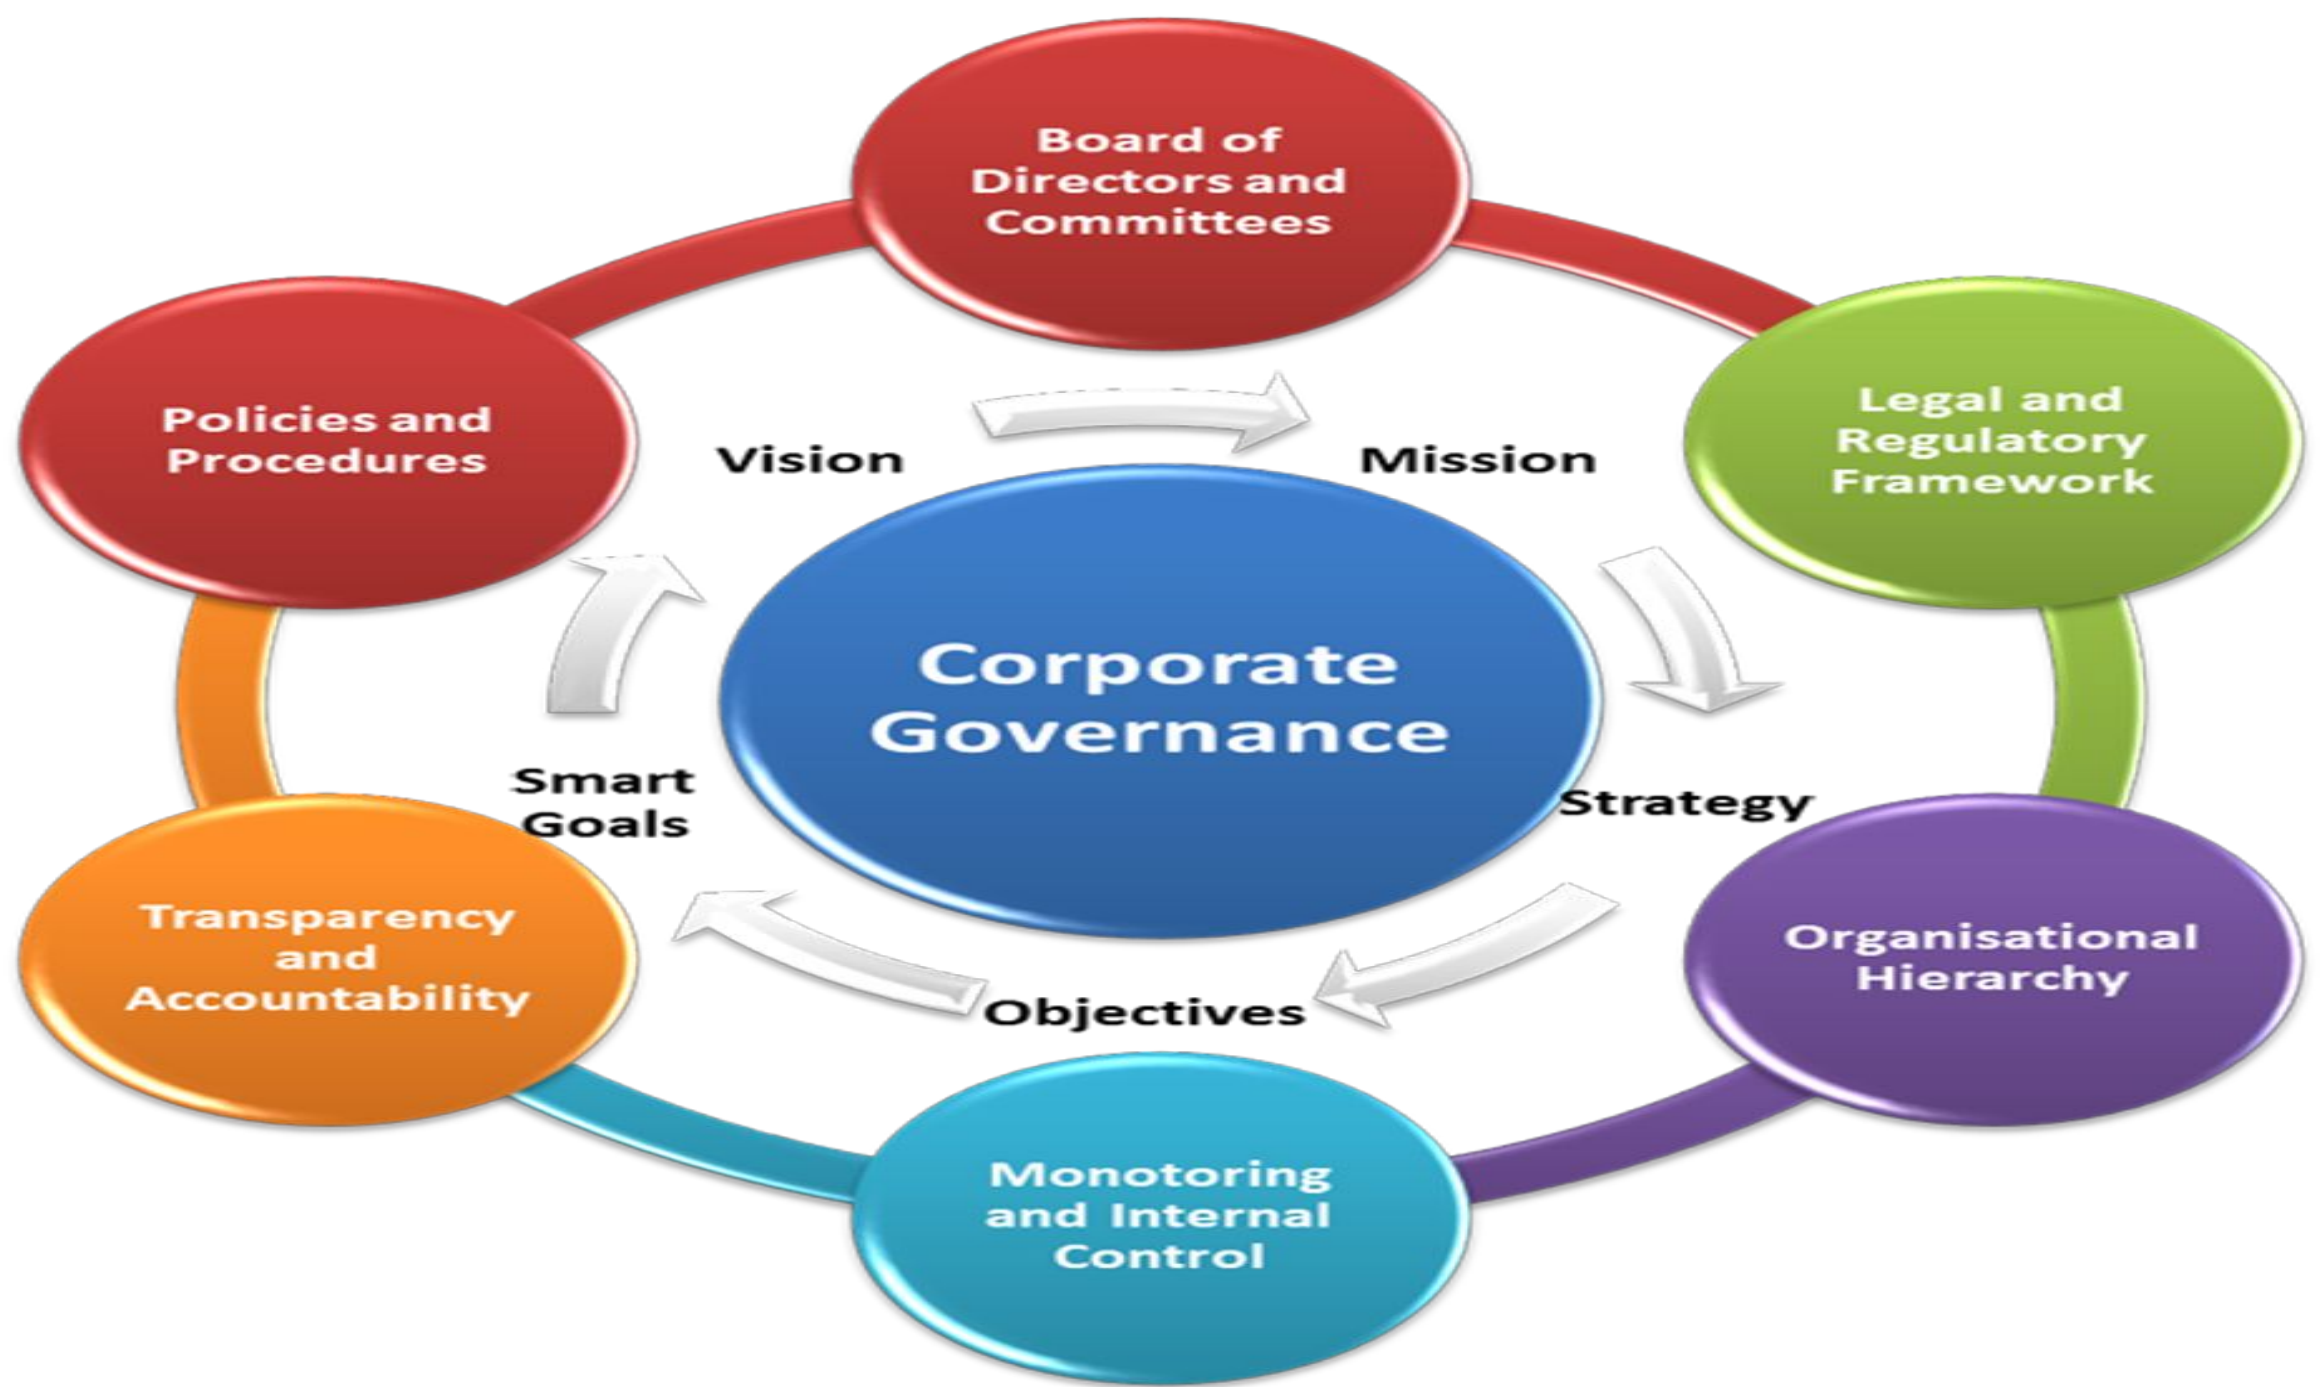 Board of
Directors and
Committees
Policies and
Procedures
Legal and
Regulatory
Framework
Vision
Mission
Corporate
Governance
Smart
Goals
Strategy
Transparency
and
Accountability
Organisational
Hierarchy
Objectives
Monotoring
and Internal
Control